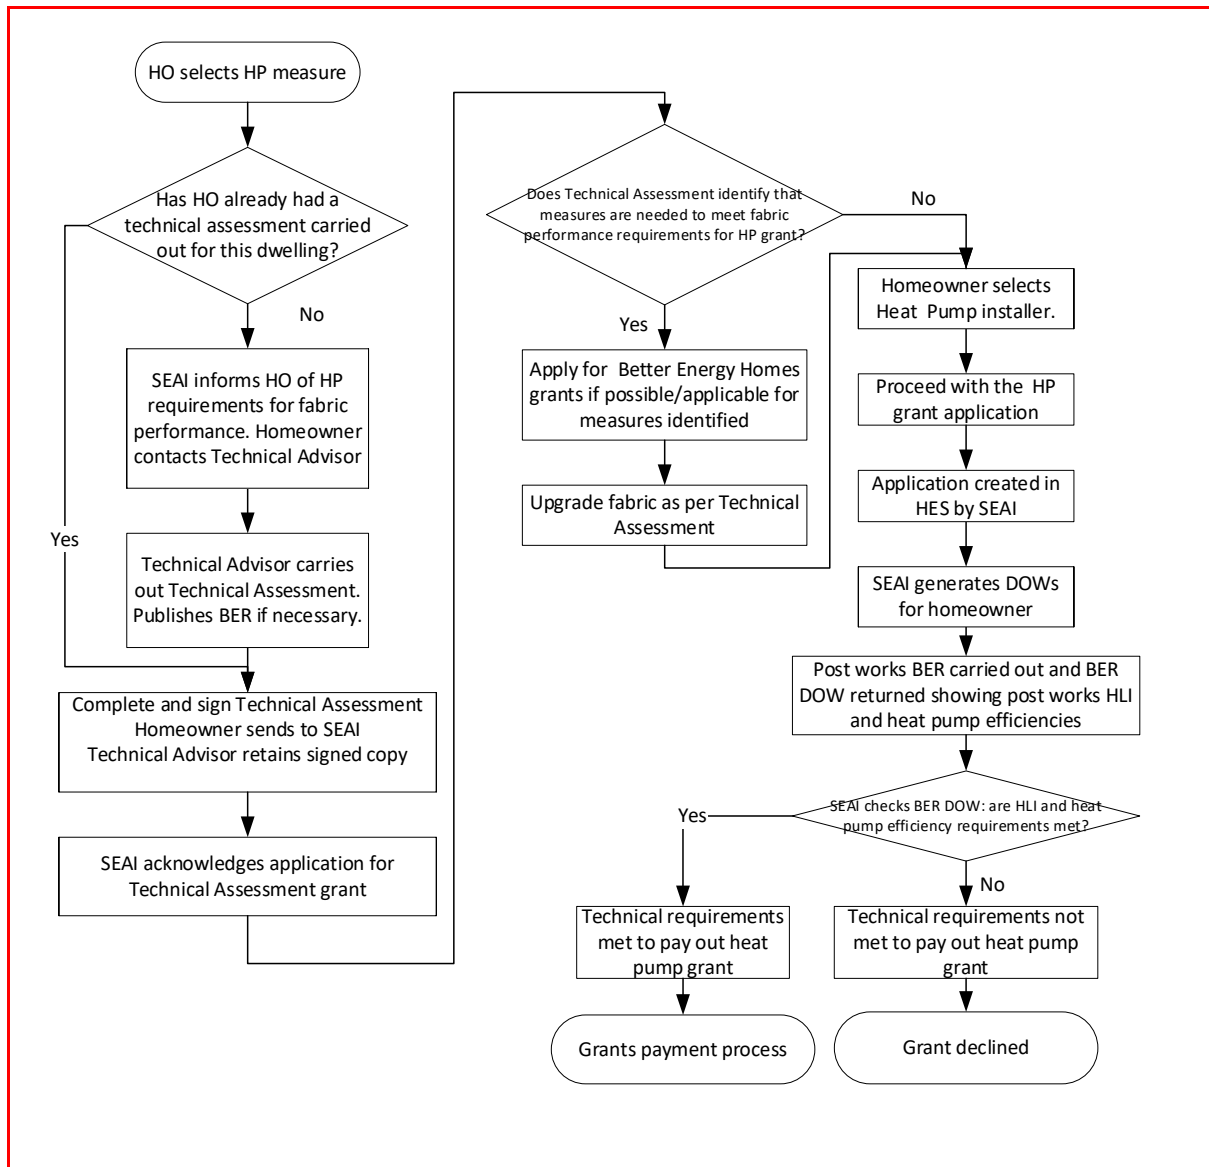 HO selects HP measure
Has HO already had a
technical assessment carried
out for this dwelling?
No
Yes
SEAI informs HO of HP
requirements for fabric
performance. Homeowner
contacts Technical Advisor
Technical Advisor carries
out Technical Assessment.
Publishes BER if necessary.
Complete and sign Technical Assessment
Homeowner sends to SEAI
Technical Advisor retains signed copy
SEAI acknowledges application for
Technical Assessment grant
Does Technical Assessment identify that
measures are needed to meet fabric
performance requirements for HP grant?
No
Yes
Apply for Better Energy Homes
grants if possible/applicable for
measures identified
Upgrade fabric as per Technical
Assessment
Homeowner selects
Heat Pump installer.
Proceed with the HP
grant application
Application created in
HES by SEAI
SEAI generates DOWs
for homeowner
Post works BER carried out and BER
DOW returned showing post works HLI
and heat pump efficiencies
SEAI checks BER DOW: are HLI and heat
pump efficiency requirements met?
Yes
No
Technical requirements
met to pay out heat
pump grant
Technical requirements not
met to pay out heat pump
grant
Grants payment process
Grant declined